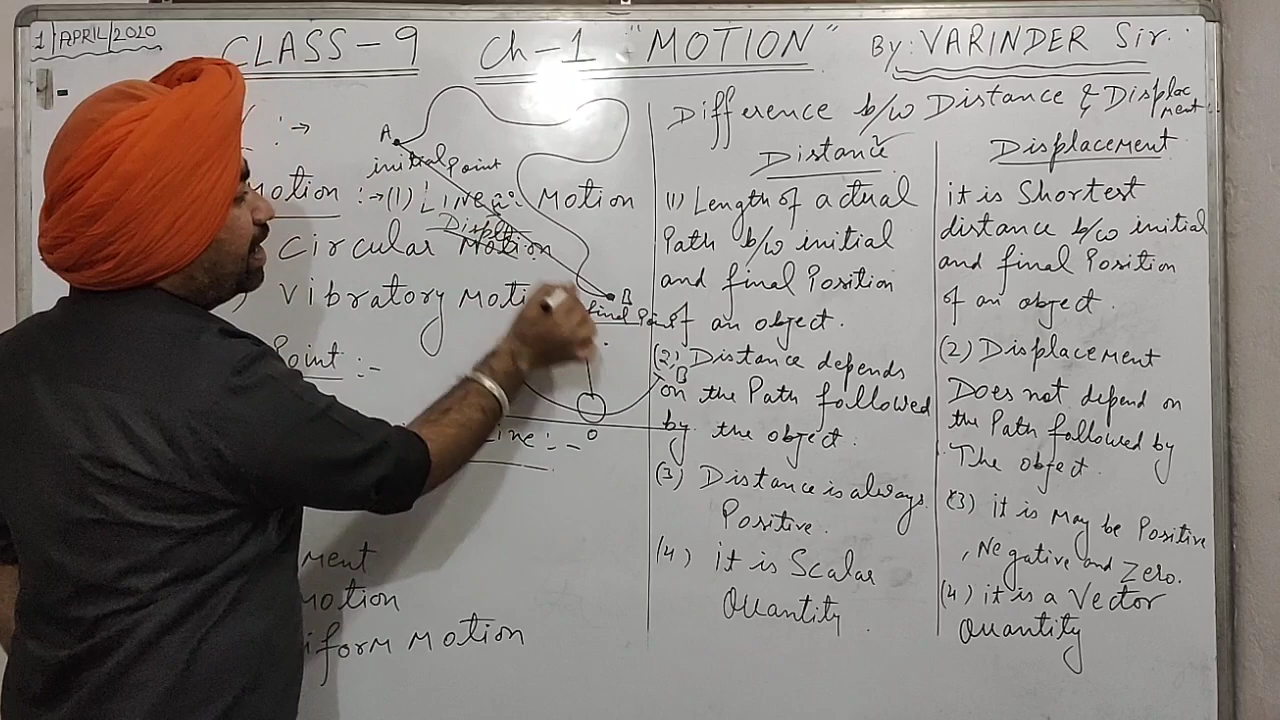 1/APRIL/2020
CLASS-9 Ch-1 "MOTION" By: VARINDER Sir.
:→
Motion :→(1) Linear Motion
Circular Motion
Vibratory Moti
Point :-
Line :-
ment
Motion
iform Motion
A
initial Point
B
final Point
B
O
Difference b/w Distance & Displac
ment:
Distance
(1) Length of actual
Path b/w initial
and final Position
of an object.
(2) Distance depends
on the Path followed
by the object.
(3) Distance is always
Positive.
(4) it is Scalar
Quantity.
Displacement
it is Shortest
distance b/w initial
and final Position
of an object.
(2) Displacement
Does not depend on
the Path followed by
The object.
(3) it is May be Positive
, Negative and Zero.
(4) it is a Vector
Quantity